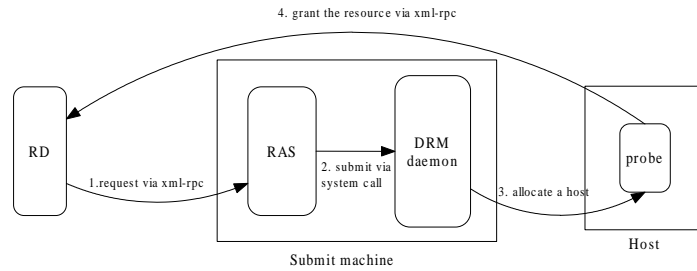 4. grant the resource via xml-rpc
RD
RAS
DRM
daemon
probe
1.request via xml-rpc
2. submit via
system call
3. allocate a host
Submit machine
Host